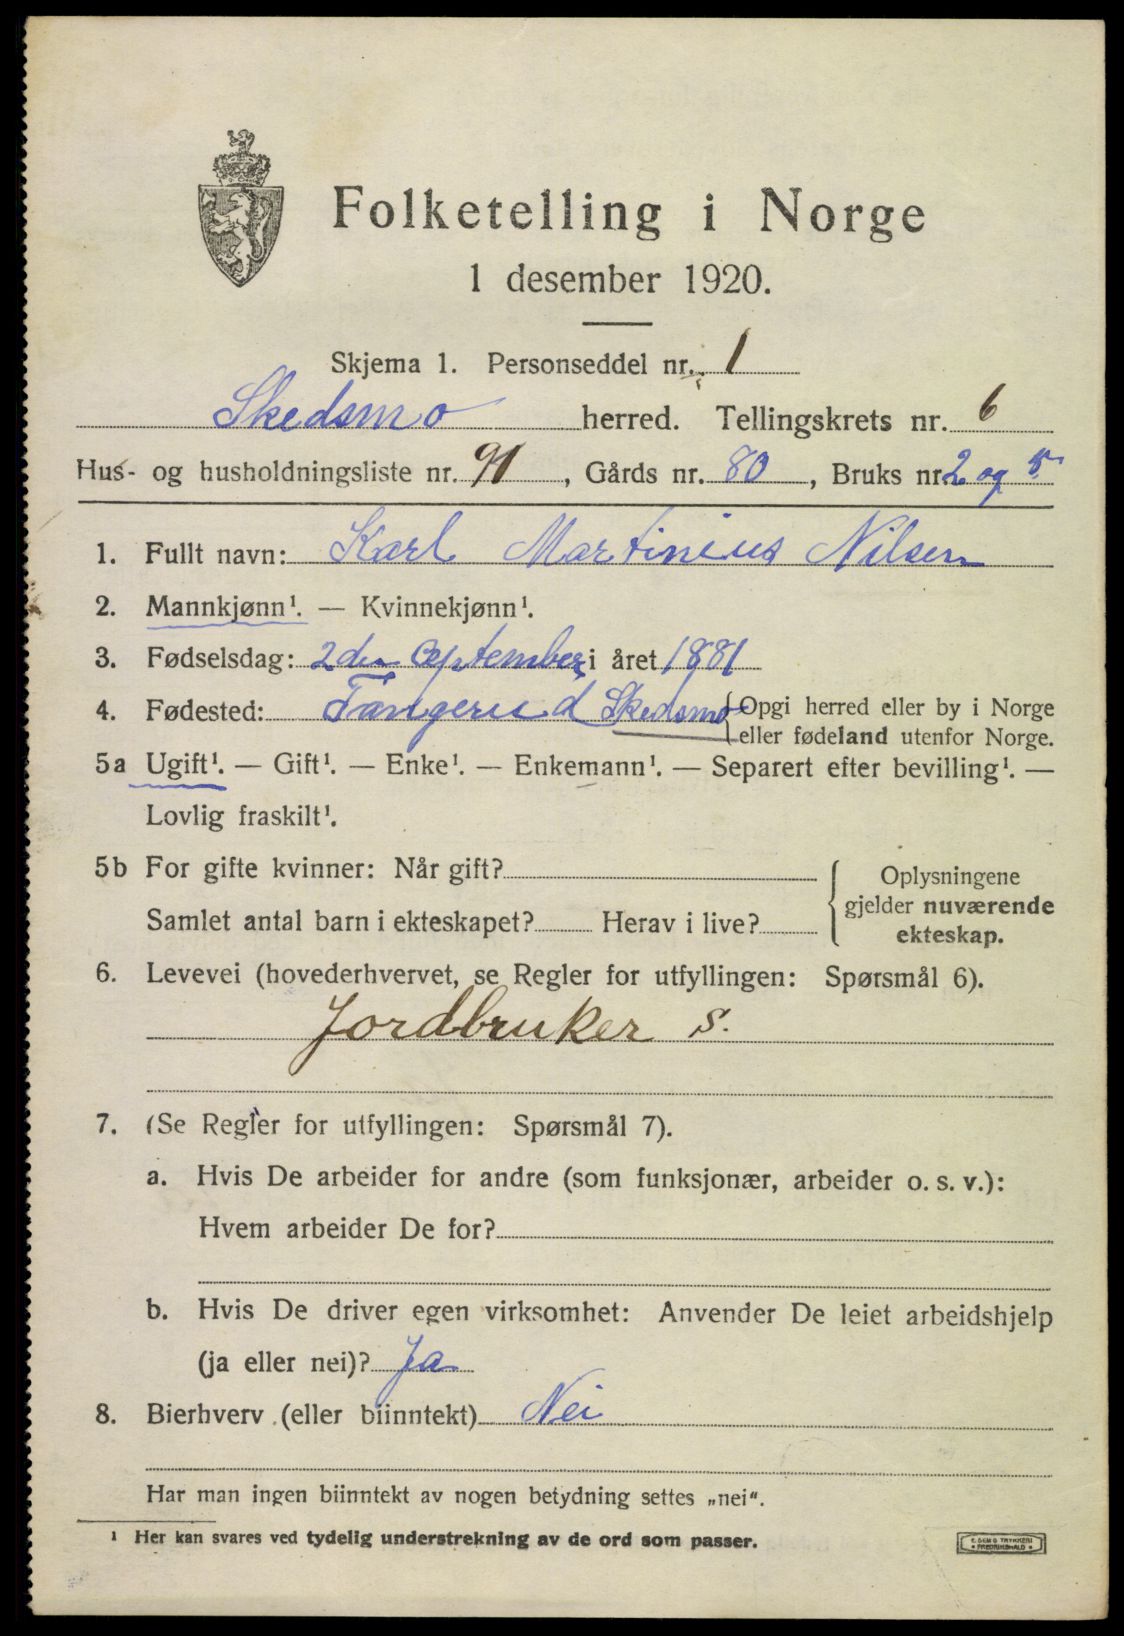 Folketelling i Norge
1 desember 1920.
Skjema 1. Personseddel nr. 1
Skedsmo herred. Tellingskrets nr. 6
Hus- og husholdningsliste nr. 91, Gårds nr. 80, Bruks nr. 2 og 5
1. Fullt navn: Karl Martinius Nilsen
2. Mannkjønn¹. — Kvinnekjønn¹.
3. Fødselsdag: 2den september i året 1881
4. Fødested: Tangerud Skedsmo {Opgi herred eller by i Norge
eller fødeland utenfor Norge.
5a Ugift¹. — Gift¹. — Enke¹. — Enkemann¹. — Separert efter bevilling¹. —
Lovlig fraskilt¹.
5b For gifte kvinner: Når gift?
Samlet antal barn i ekteskapet? Herav i live?
Oplysningene
gjelder nuværende
ekteskap.
6. Levevei (hovederhvervet, se Regler for utfyllingen: Spørsmål 6).
Jordbruker s.
7. (Se Regler for utfyllingen: Spørsmål 7).
a. Hvis De arbeider for andre (som funksjonær, arbeider o. s. v.):
Hvem arbeider De for?
b. Hvis De driver egen virksomhet: Anvender De leiet arbeidshjelp
(ja eller nei)? Ja
8. Bierhverv (eller biinntekt) Nei
Har man ingen biinntekt av nogen betydning settes „nei".
¹ Her kan svares ved tydelig understrekning av de ord som passer.
TRYKKERI
FREDRIKSHALD